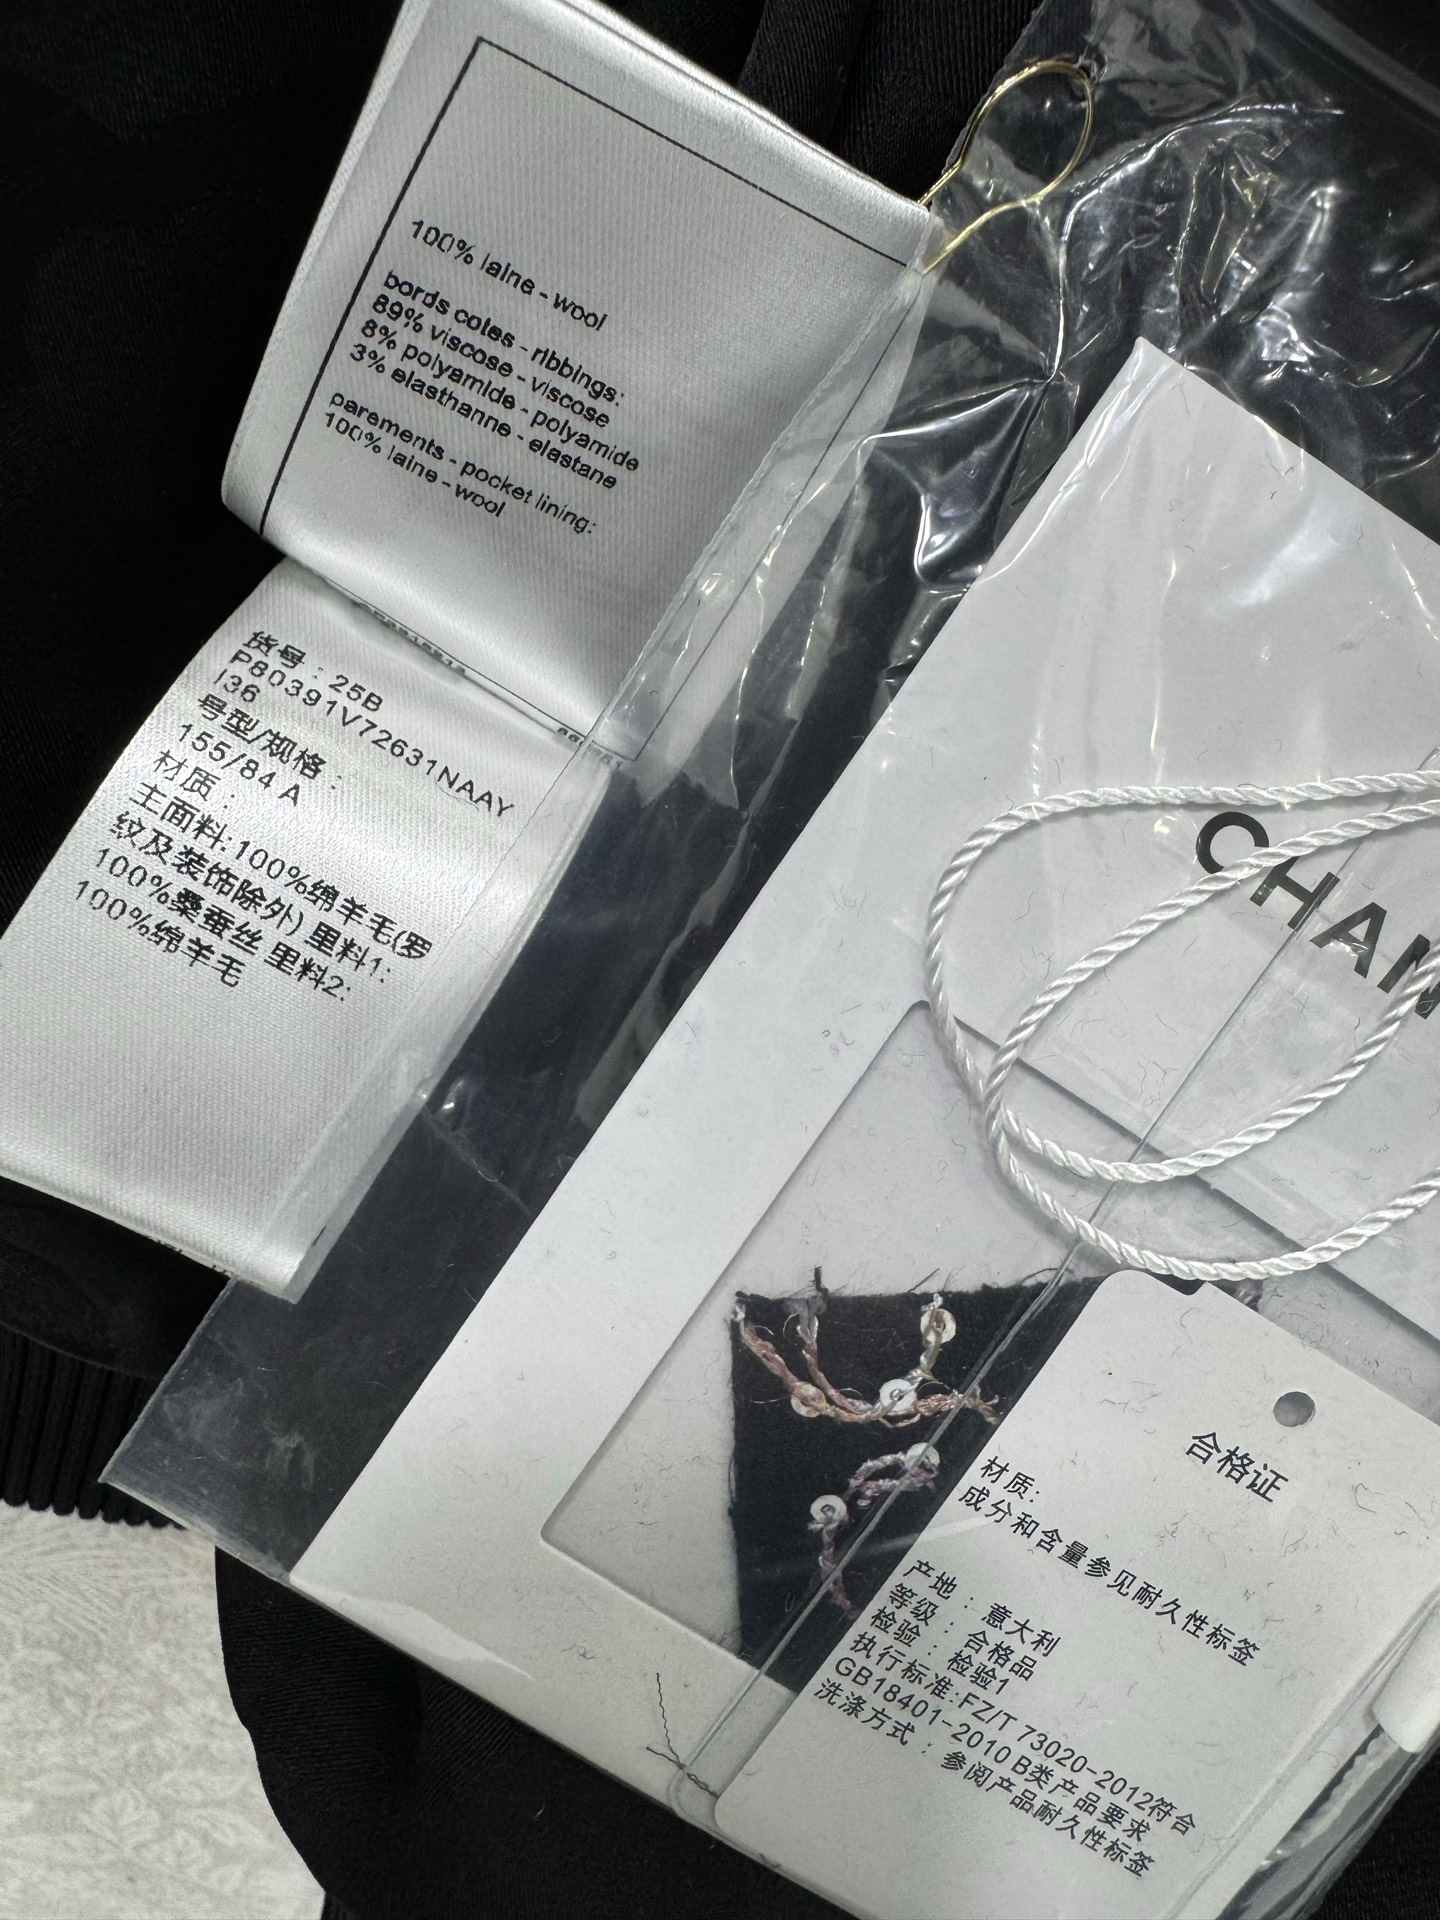 100% laine - wool
bords cotes - ribbings:
89% viscose - viscose
8% polyamide - polyamide
3% elasthanne - elastane
parements - pocket lining:
100% laine - wool
货号：25B
P80391V72631NAAY
I36
号型/规格：
155/84 A
材质：
主面料:100%绵羊毛(罗
纹及装饰除外) 里料1:
100%桑蚕丝 里料2:
100%绵羊毛
CHAN
合格证
材质:
成分和含量参见耐久性标签
产地：意大利
等级：合格品
检验：检验1
执行标准:FZ/T 73020-2012符合
GB18401-2010 B类产品要求
洗涤方式：参阅产品耐久性标签